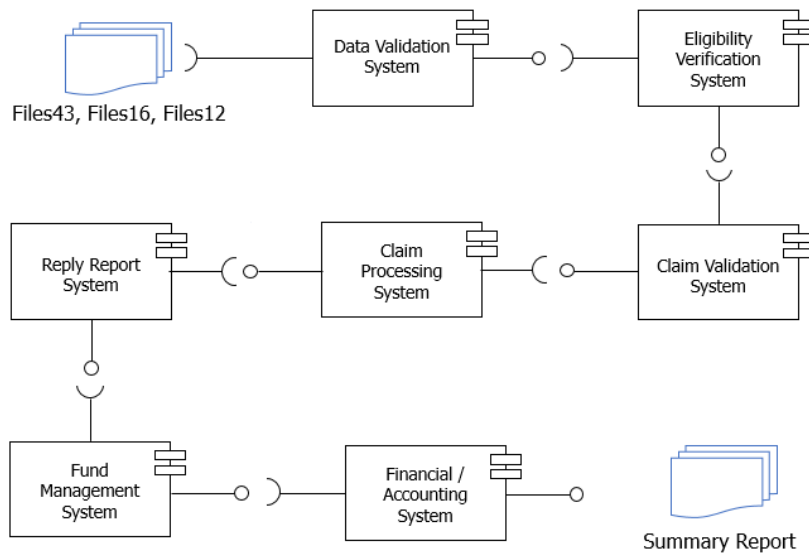 Data Validation
System
Eligibility
Verification
System
Files43, Files16, Files12
Reply Report
System
Claim
Processing
System
Claim Validation
System
Fund
Management
System
Financial /
Accounting
System
Summary Report